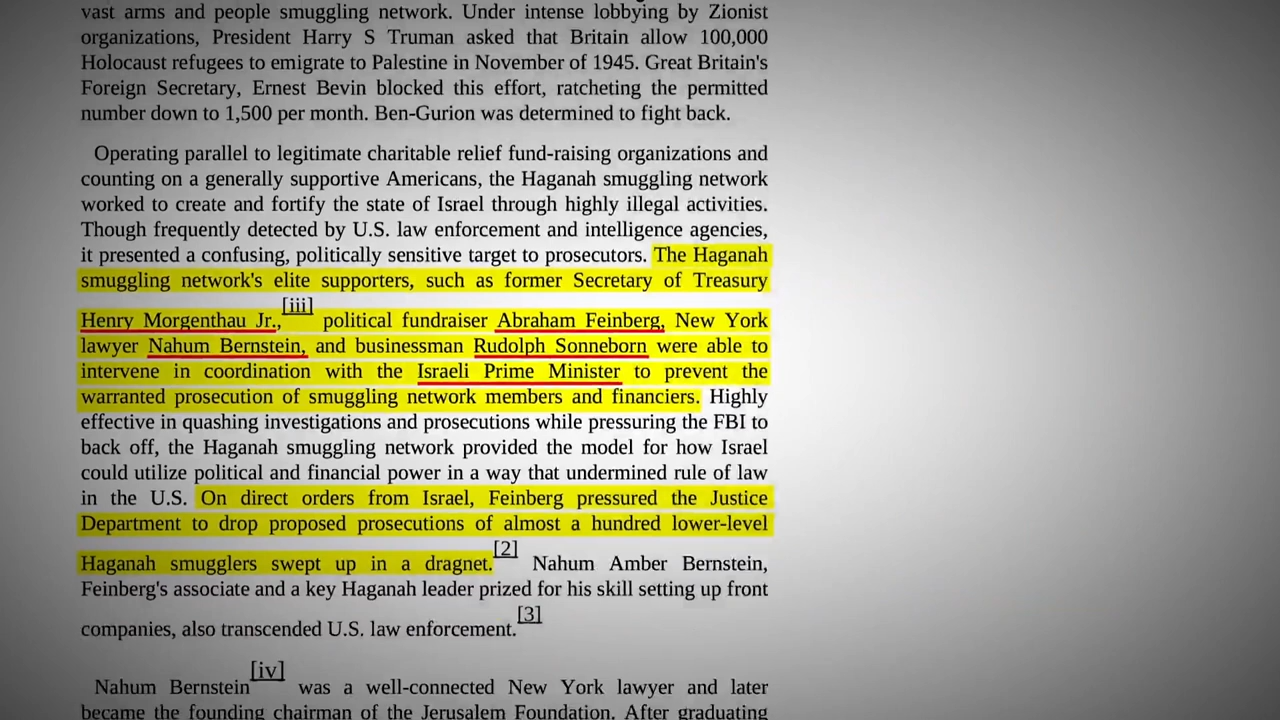 vast arms and people smuggling network. Under intense lobbying by Zionist
organizations, President Harry S Truman asked that Britain allow 100,000
Holocaust refugees to emigrate to Palestine in November of 1945. Great Britain's
Foreign Secretary, Ernest Bevin blocked this effort, ratcheting the permitted
number down to 1,500 per month. Ben-Gurion was determined to fight back.
Operating parallel to legitimate charitable relief fund-raising organizations and
counting on a generally supportive Americans, the Haganah smuggling network
worked to create and fortify the state of Israel through highly illegal activities.
Though frequently detected by U.S. law enforcement and intelligence agencies,
it presented a confusing, politically sensitive target to prosecutors. The Haganah
smuggling network's elite supporters, such as former Secretary of Treasury
Henry Morgenthau Jr.,[iii] political fundraiser Abraham Feinberg, New York
lawyer Nahum Bernstein, and businessman Rudolph Sonneborn were able to
intervene in coordination with the Israeli Prime Minister to prevent the
warranted prosecution of smuggling network members and financiers. Highly
effective in quashing investigations and prosecutions while pressuring the FBI to
back off, the Haganah smuggling network provided the model for how Israel
could utilize political and financial power in a way that undermined rule of law
in the U.S. On direct orders from Israel, Feinberg pressured the Justice
Department to drop proposed prosecutions of almost a hundred lower-level
Haganah smugglers swept up in a dragnet.[2] Nahum Amber Bernstein,
Feinberg's associate and a key Haganah leader prized for his skill setting up front
companies, also transcended U.S. law enforcement.[3]
Nahum Bernstein[iv] was a well-connected New York lawyer and later
became the founding chairman of the Jerusalem Foundation. After graduating